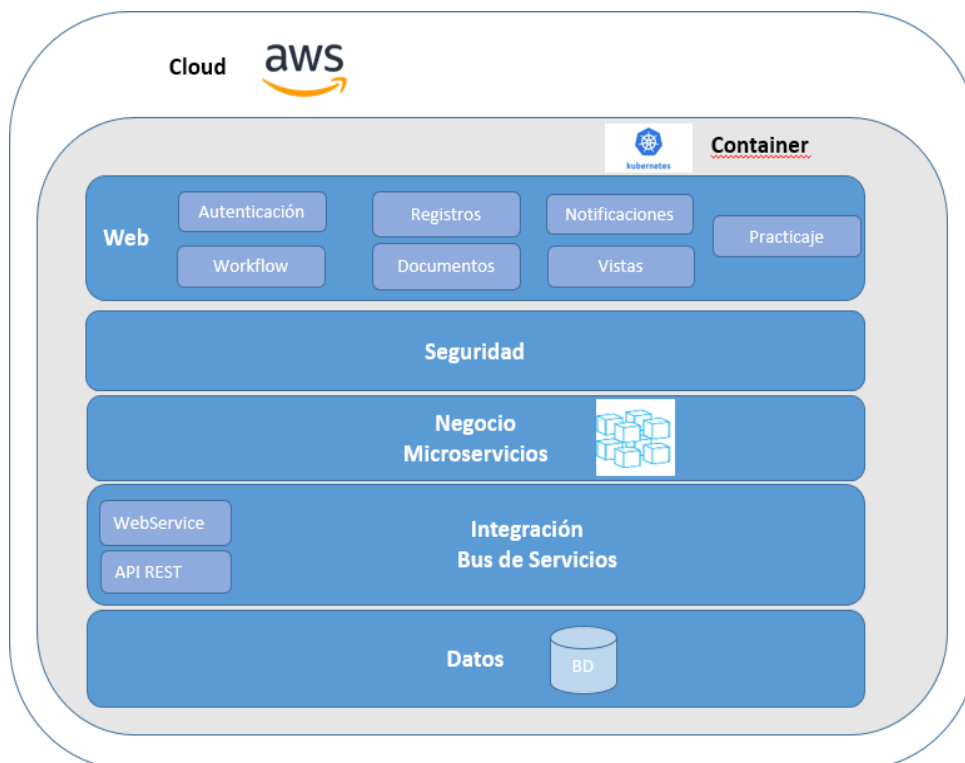 Cloud
aws
kubernetes
Container
Web
Autenticación
Registros
Notificaciones
Practicaje
Workflow
Documentos
Vistas
Seguridad
Negocio
Microservicios
WebService
API REST
Integración
Bus de Servicios
Datos
BD